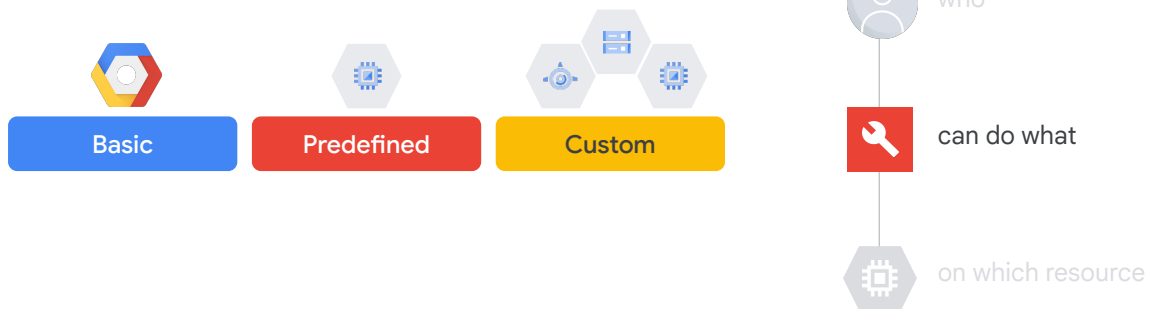 who
Basic
Predefined
Custom
can do what
on which resource